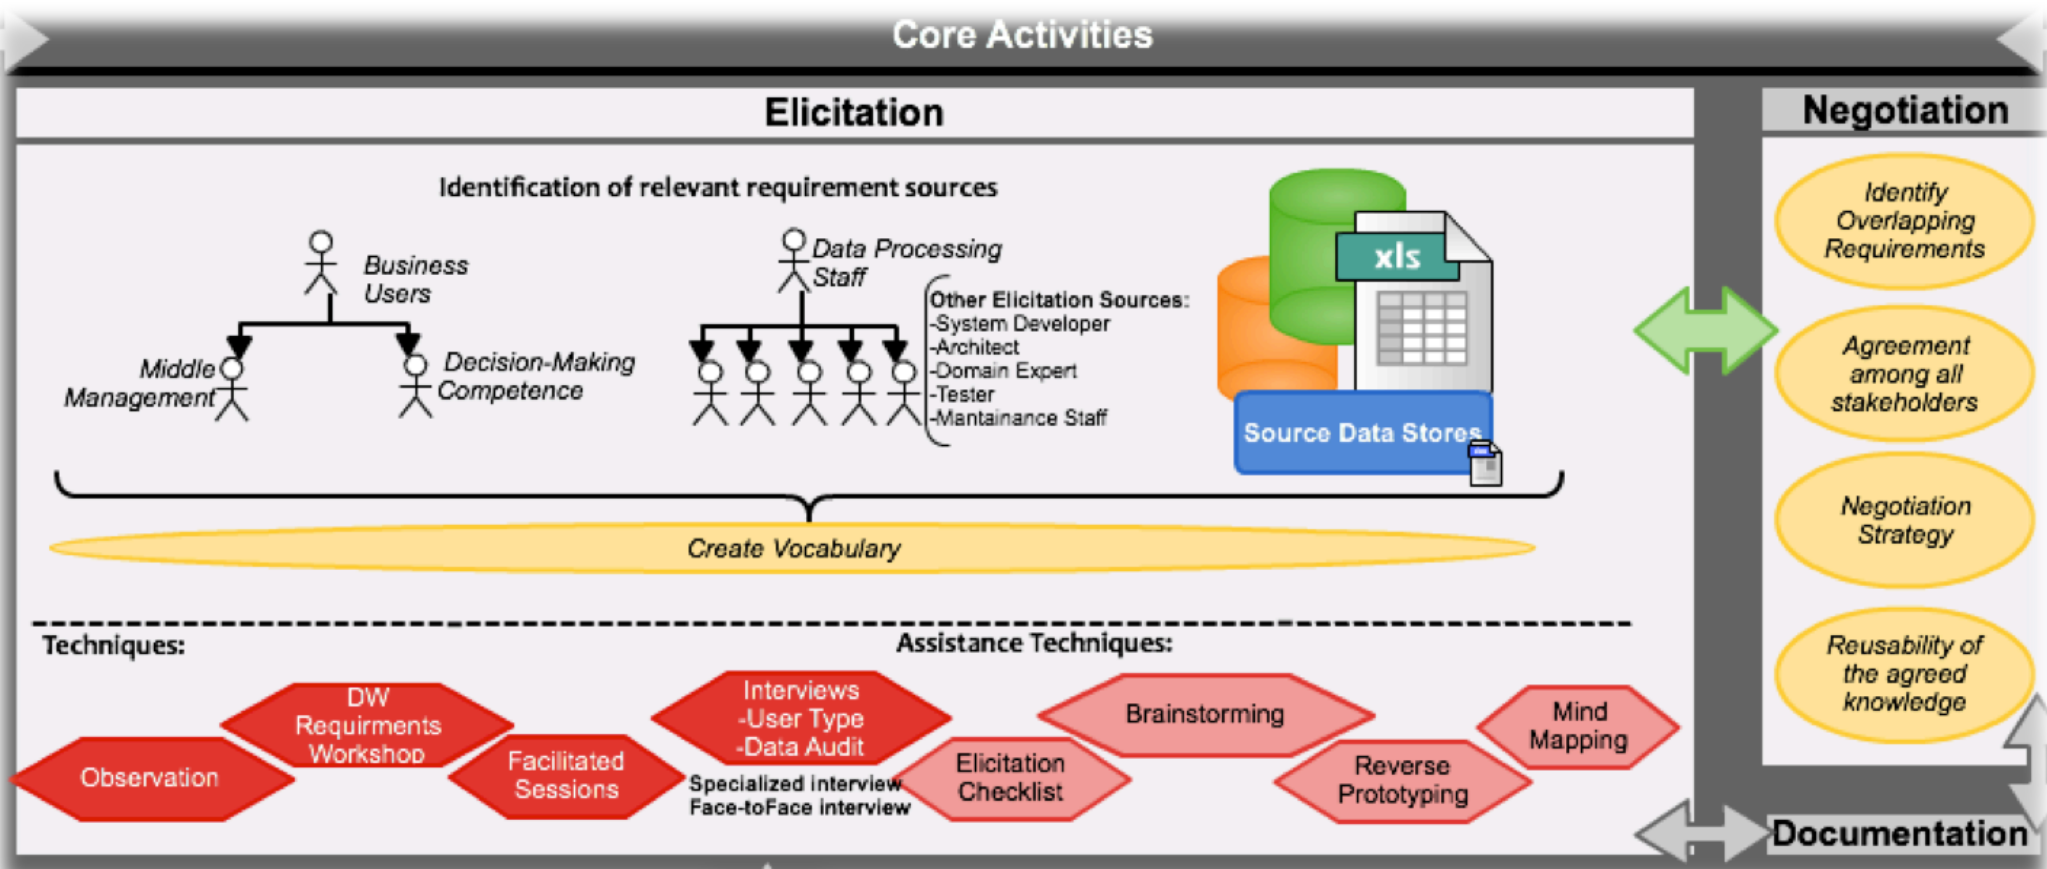 Core Activities
Elicitation
Identification of relevant requirement sources
Business
Users
Middle
Management
Decision-Making
Competence
Data Processing
Staff
Other Elicitation Sources:
-System Developer
-Architect
-Domain Expert
-Tester
-Mantainance Staff
xls
Source Data Stores
Create Vocabulary
Techniques:
Observation
DW
Requirments
Workshop
Facilitated
Sessions
Interviews
-User Type
-Data Audit
Specialized interview
Face-toFace interview
Assistance Techniques:
Elicitation
Checklist
Brainstorming
Reverse
Prototyping
Mind
Mapping
Negotiation
Identify
Overlapping
Requirements
Agreement
among all
stakeholders
Negotiation
Strategy
Reusability of
the agreed
knowledge
Documentation